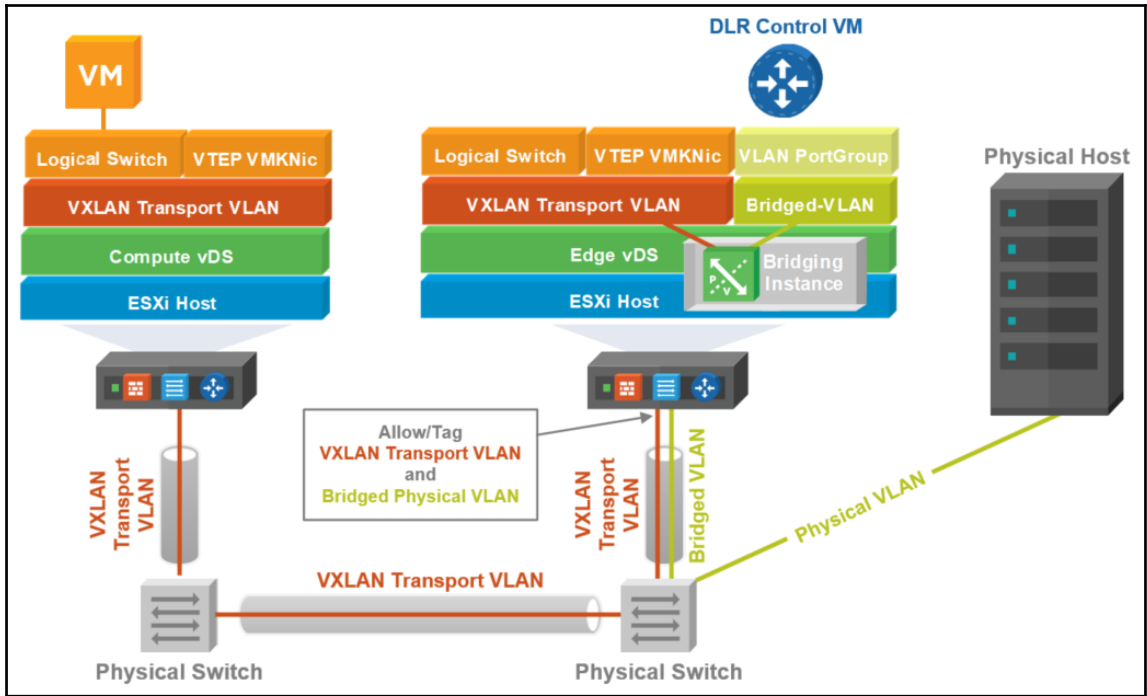 DLR Control VM
VM
Logical Switch
VTEP VMKNic
VXLAN Transport VLAN
Compute vDS
ESXi Host
Logical Switch
VTEP VMKNic
VLAN PortGroup
VXLAN Transport VLAN
Bridged-VLAN
Edge vDS
P
V
Bridging
Instance
ESXi Host
Physical Host
Allow/Tag
VXLAN Transport VLAN
and
Bridged Physical VLAN
VXLAN
Transport
VLAN
VXLAN
Transport
VLAN
Bridged VLAN
Physical VLAN
VXLAN Transport VLAN
Physical Switch
Physical Switch